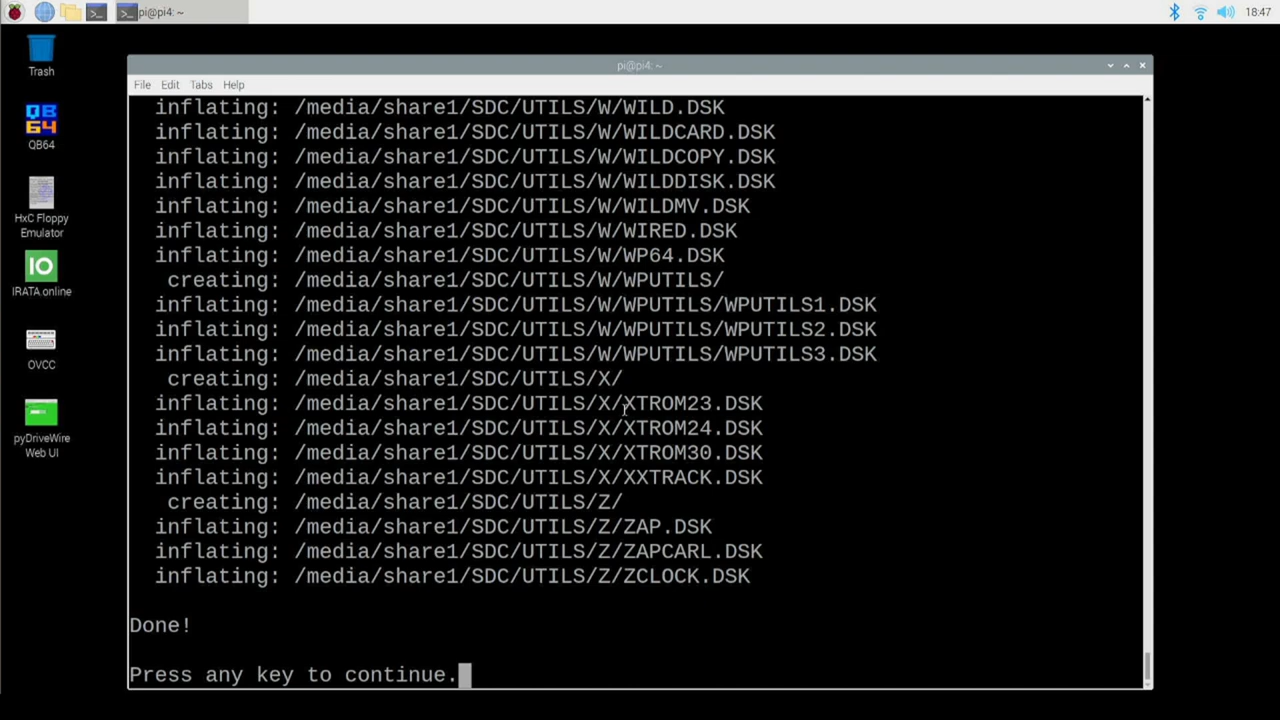 pi@pi4: ~
18:47
Trash
QB64
HxC Floppy
Emulator
IO
IRATA online
OVCC
pyDriveWire
Web UI
pi@pi4: ~
File Edit Tabs Help
inflating: /media/share1/SDC/UTILS/W/WILD.DSK
inflating: /media/share1/SDC/UTILS/W/WILDCARD.DSK
inflating: /media/share1/SDC/UTILS/W/WILDCOPY.DSK
inflating: /media/share1/SDC/UTILS/W/WILDDISK.DSK
inflating: /media/share1/SDC/UTILS/W/WILDMV.DSK
inflating: /media/share1/SDC/UTILS/W/WIRED.DSK
inflating: /media/share1/SDC/UTILS/W/WP64.DSK
creating: /media/share1/SDC/UTILS/W/WPUTILS/
inflating: /media/share1/SDC/UTILS/W/WPUTILS/WPUTILS1.DSK
inflating: /media/share1/SDC/UTILS/W/WPUTILS/WPUTILS2.DSK
inflating: /media/share1/SDC/UTILS/W/WPUTILS/WPUTILS3.DSK
creating: /media/share1/SDC/UTILS/X/
inflating: /media/share1/SDC/UTILS/X/XTROM23.DSK
inflating: /media/share1/SDC/UTILS/X/XTROM24.DSK
inflating: /media/share1/SDC/UTILS/X/XTROM30.DSK
inflating: /media/share1/SDC/UTILS/X/XXTRACK.DSK
creating: /media/share1/SDC/UTILS/Z/
inflating: /media/share1/SDC/UTILS/Z/ZAP.DSK
inflating: /media/share1/SDC/UTILS/Z/ZAPCARL.DSK
inflating: /media/share1/SDC/UTILS/Z/ZCLOCK.DSK
Done!
Press any key to continue.